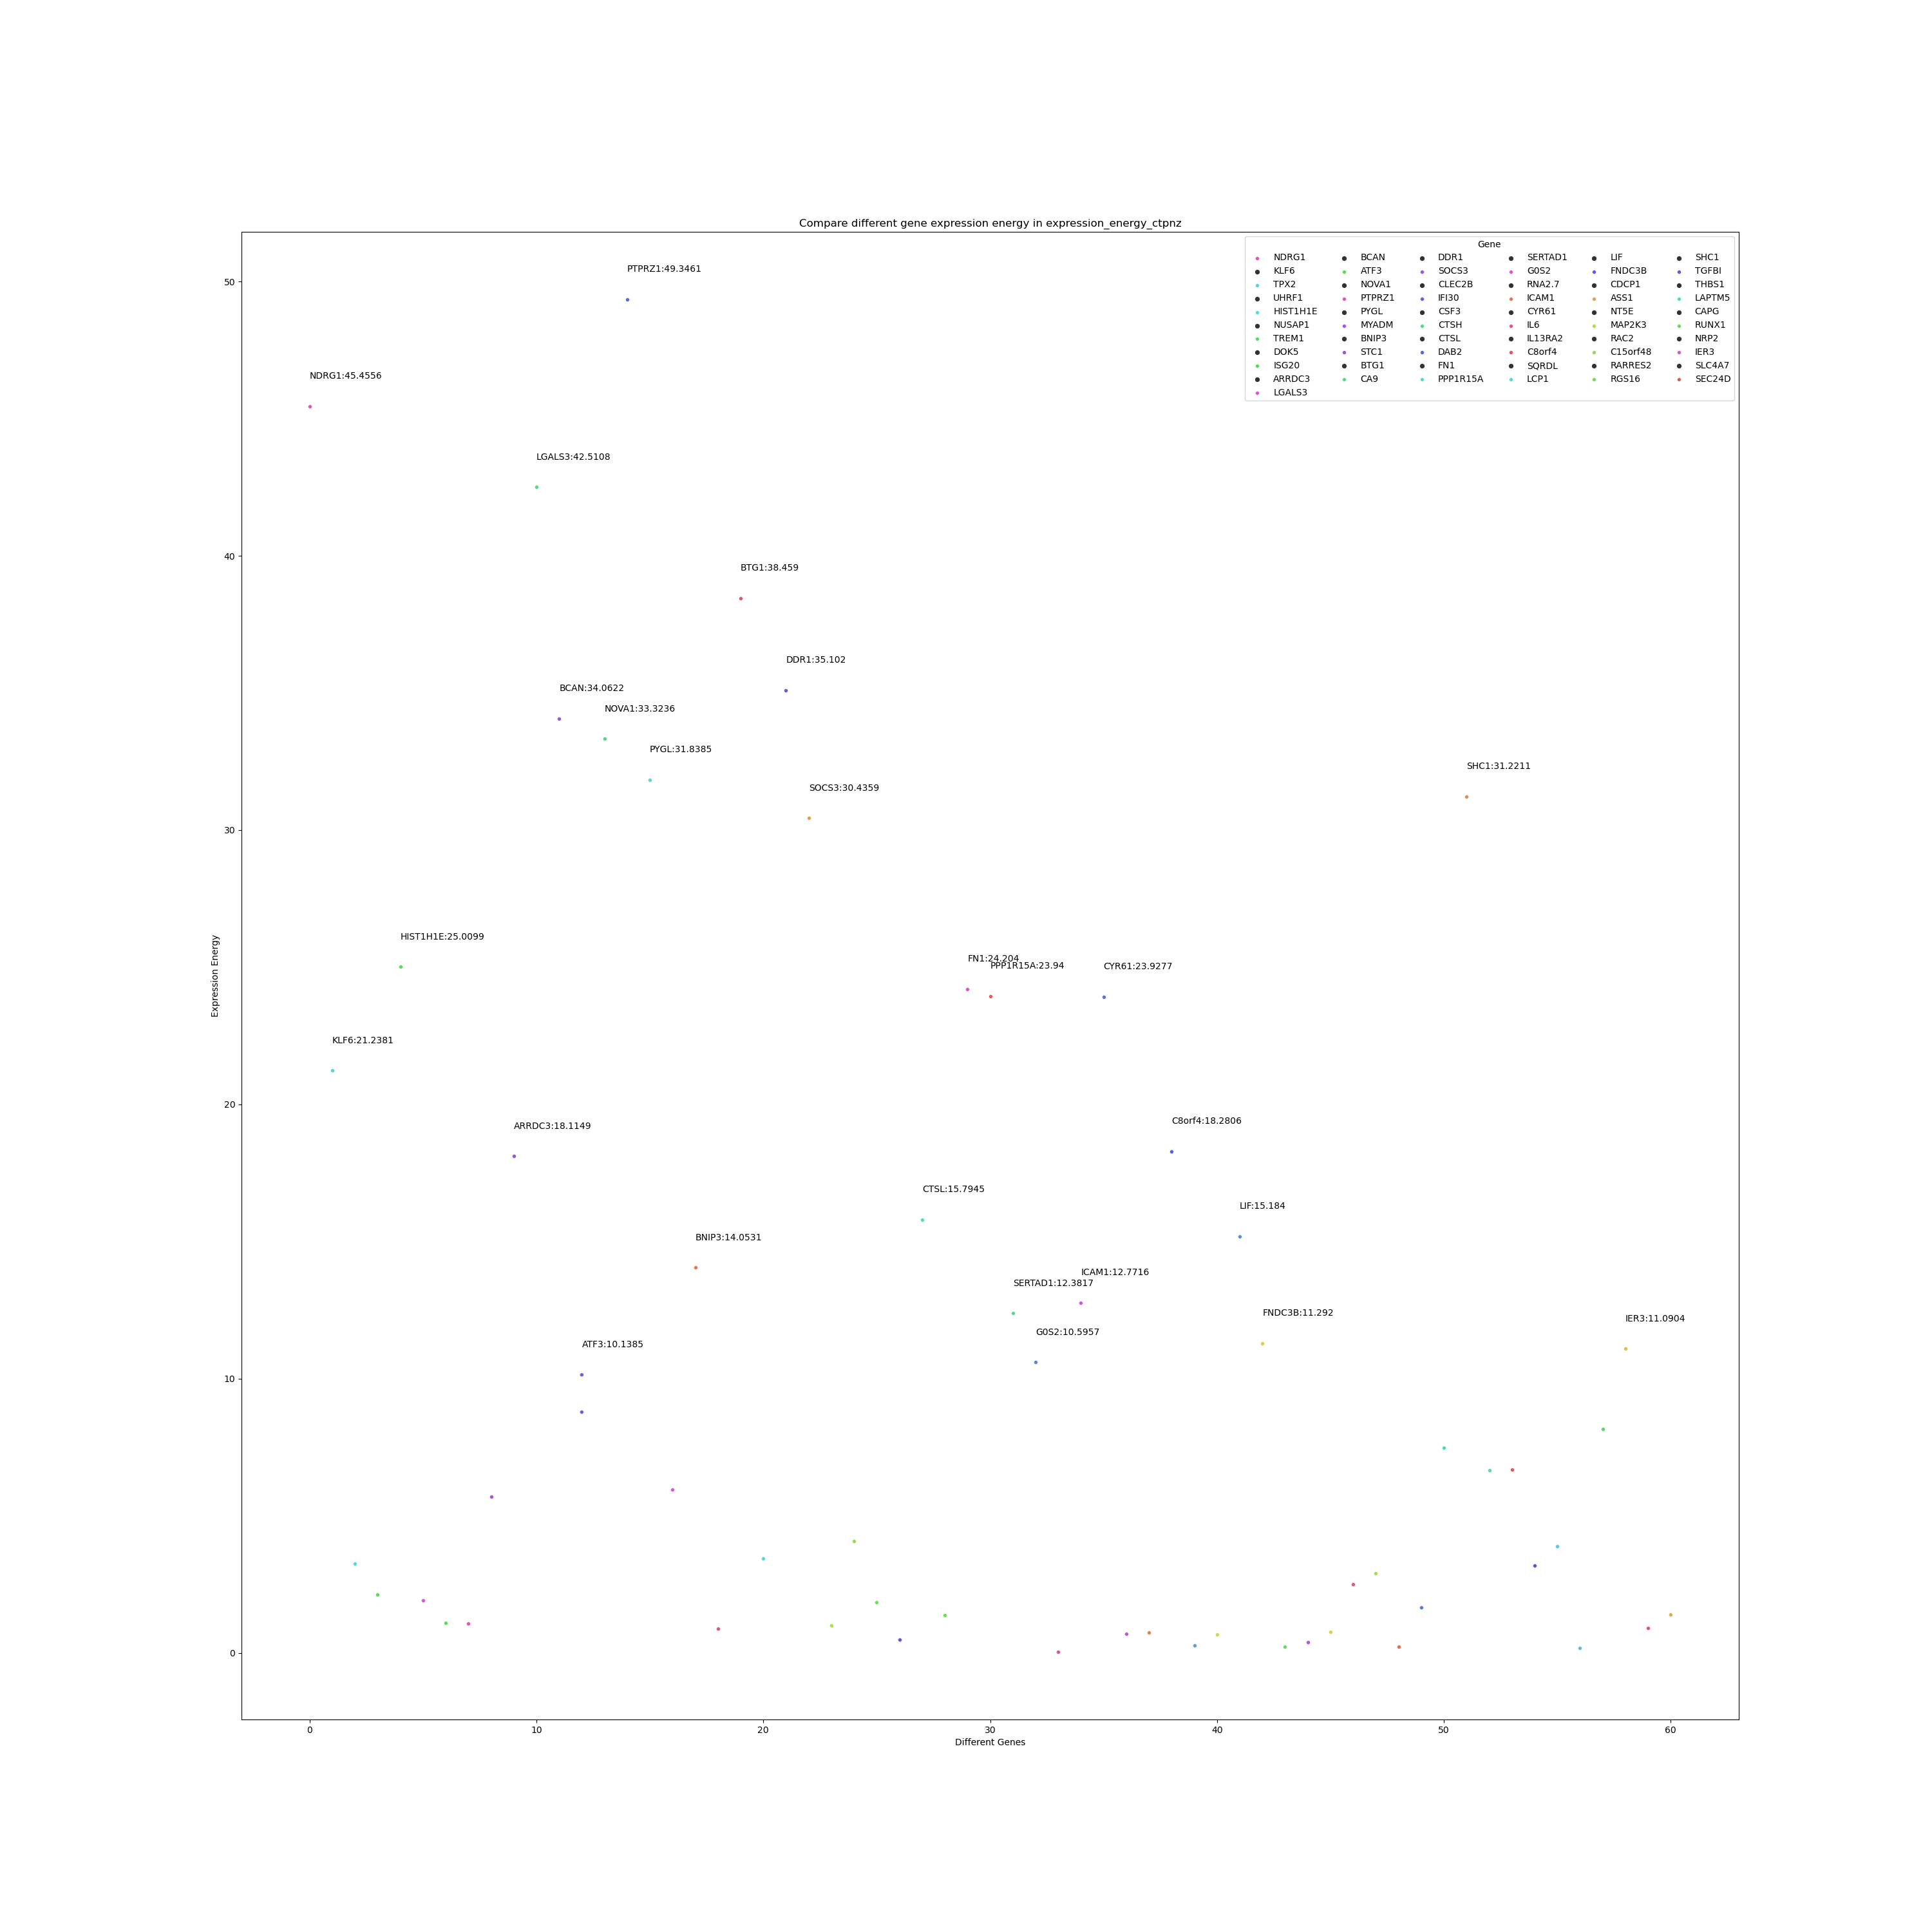 Compare different gene expression energy in expression_energy_ctpnz
Gene
NDRG1 BCAN DDR1 SERTAD1 LIF SHC1
KLF6 ATF3 SOCS3 G0S2 FNDC3B TGFBI
TPX2 NOVA1 CLEC2B RNA2.7 CDCP1 THBS1
UHRF1 PTPRZ1 IFI30 ICAM1 ASS1 LAPTM5
HIST1H1E PYGL CSF3 CYR61 NT5E CAPG
NUSAP1 MYADM CTSH IL6 MAP2K3 RUNX1
TREM1 BNIP3 CTSL IL13RA2 RAC2 NRP2
DOK5 STC1 DAB2 C8orf4 C15orf48 IER3
ISG20 BTG1 FN1 SQRDL RARRES2 SLC4A7
ARRDC3 CA9 PPP1R15A LCP1 RGS16 SEC24D
LGALS3
PTPRZ1:49.3461
NDRG1:45.4556
LGALS3:42.5108
BTG1:38.459
DDR1:35.102
BCAN:34.0622
NOVA1:33.3236
PYGL:31.8385
SHC1:31.2211
SOCS3:30.4359
HIST1H1E:25.0099
FN1:24.204
PPP1R15A:23.94
CYR61:23.9277
KLF6:21.2381
C8orf4:18.2806
ARRDC3:18.1149
CTSL:15.7945
LIF:15.184
BNIP3:14.0531
ICAM1:12.7716
SERTAD1:12.3817
FNDC3B:11.292
IER3:11.0904
G0S2:10.5957
ATF3:10.1385
50
40
30
20
10
0
Expression Energy
0 10 20 30 40 50 60
Different Genes